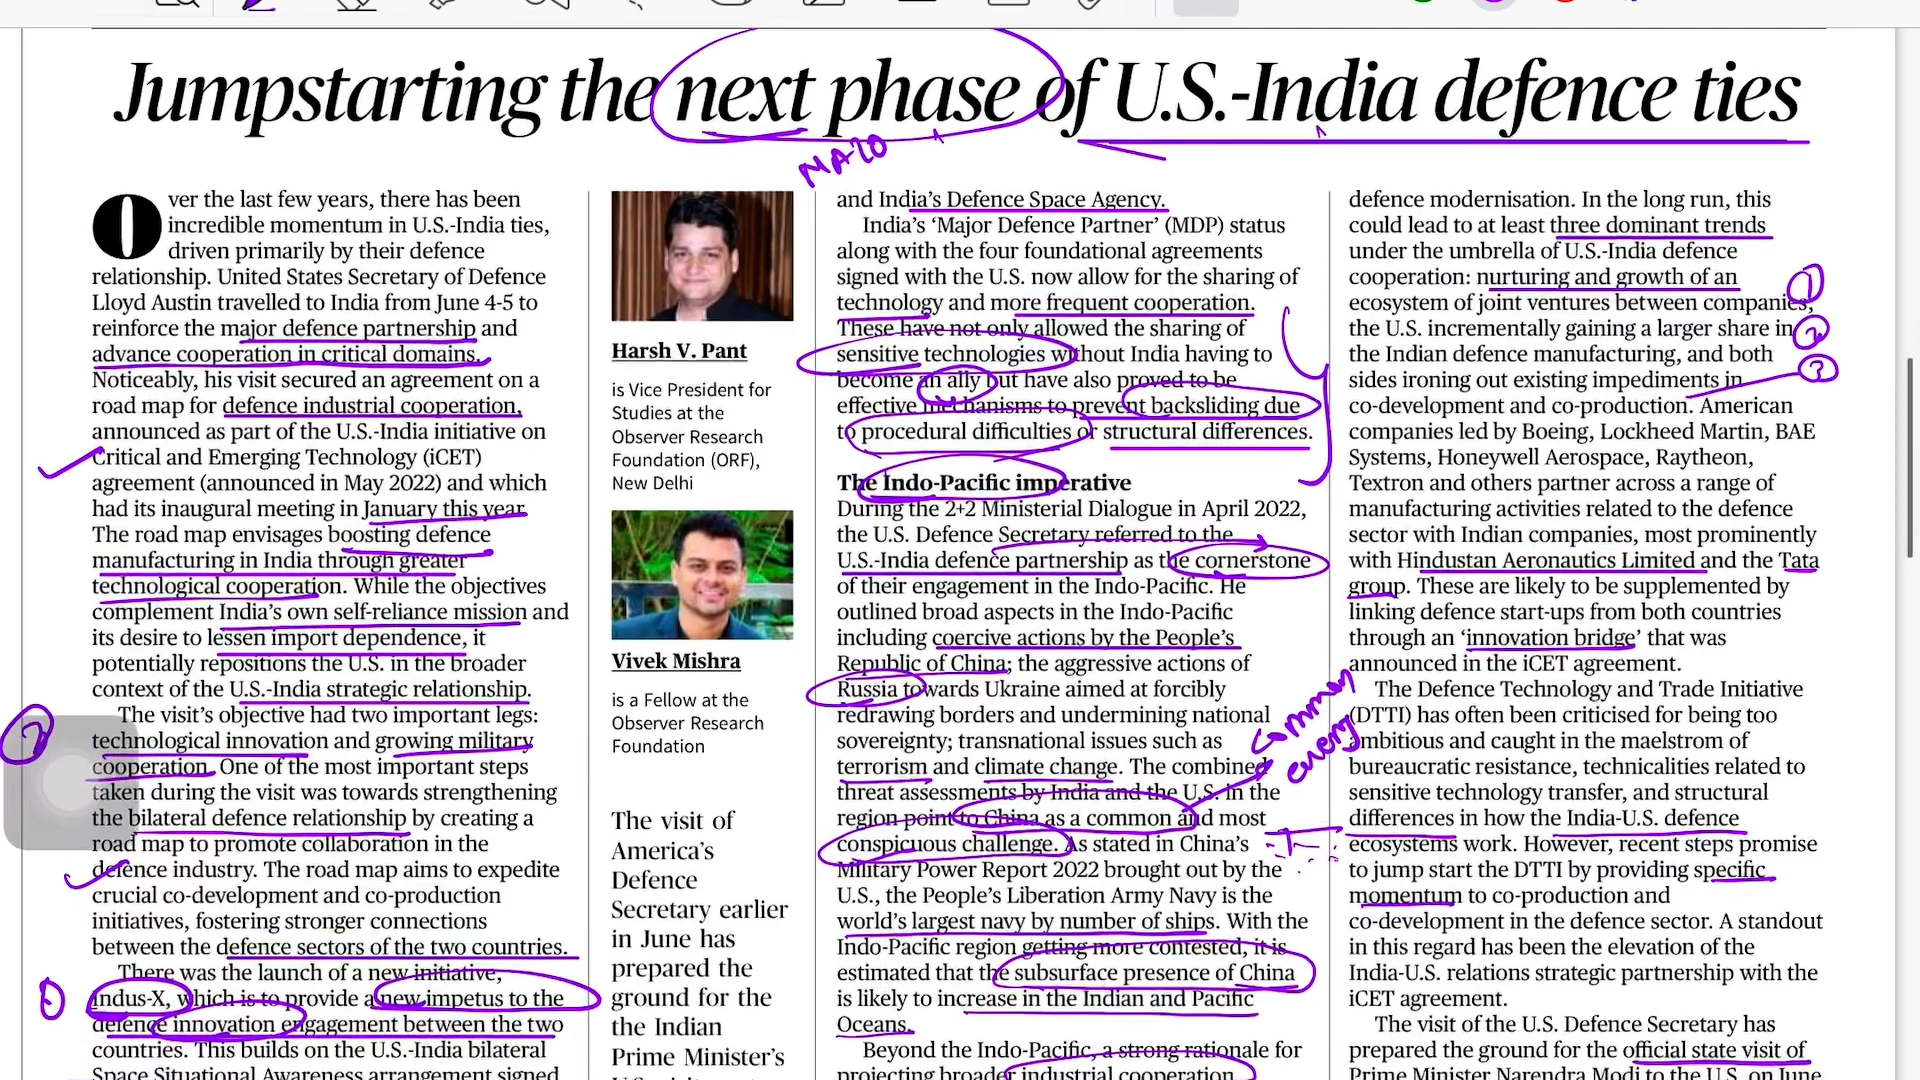 Jumpstarting the next phase of U.S.-India defence ties
MA20
Over the last few years, there has been
incredible momentum in U.S.-India ties,
driven primarily by their defence
relationship. United States Secretary of Defence
Lloyd Austin travelled to India from June 4-5 to
reinforce the major defence partnership and
advance cooperation in critical domains.
Noticeably, his visit secured an agreement on a
road map for defence industrial cooperation,
announced as part of the U.S.-India initiative on
Critical and Emerging Technology (iCET)
agreement (announced in May 2022) and which
had its inaugural meeting in January this year.
The road map envisages boosting defence
manufacturing in India through greater
technological cooperation. While the objectives
complement India's own self-reliance mission and
its desire to lessen import dependence, it
potentially repositions the U.S. in the broader
context of the U.S.-India strategic relationship.
The visit's objective had two important legs:
technological innovation and growing military
cooperation. One of the most important steps
taken during the visit was towards strengthening
the bilateral defence relationship by creating a
road map to promote collaboration in the
defence industry. The road map aims to expedite
crucial co-development and co-production
initiatives, fostering stronger connections
between the defence sectors of the two countries.
There was the launch of a new initiative,
1
Indus-X, which is to provide a new impetus to the
defence innovation engagement between the two
countries. This builds on the U.S.-India bilateral
Space Situational Awareness arrangement signed
Harsh V. Pant
is Vice President for
Studies at the
Observer Research
Foundation (ORF),
New Delhi
Vivek Mishra
is a Fellow at the
Observer Research
Foundation
The visit of
America's
Defence
Secretary earlier
in June has
prepared the
ground for the
the Indian
Prime Minister's
and India's Defence Space Agency.
India's 'Major Defence Partner' (MDP) status
along with the four foundational agreements
signed with the U.S. now allow for the sharing of
technology and more frequent cooperation.
These have not only allowed the sharing of
sensitive technologies without India having to
become an ally but have also proved to be
effective mechanisms to prevent backsliding due
to procedural difficulties or structural differences.
The Indo-Pacific imperative
During the 2+2 Ministerial Dialogue in April 2022,
the U.S. Defence Secretary referred to the
U.S.-India defence partnership as the cornerstone
of their engagement in the Indo-Pacific. He
outlined broad aspects in the Indo-Pacific
including coercive actions by the People's
Republic of China; the aggressive actions of
Russia towards Ukraine aimed at forcibly
redrawing borders and undermining national
sovereignty; transnational issues such as
terrorism and climate change. The combined
threat assessments by India and the U.S. in the
region point to China as a common and most
conspicuous challenge. As stated in China's
Military Power Report 2022 brought out by the
U.S., the People's Liberation Army Navy is the
world's largest navy by number of ships. With the
Indo-Pacific region getting more contested, it is
estimated that the subsurface presence of China
is likely to increase in the Indian and Pacific
Oceans.
Beyond the Indo-Pacific, a strong rationale for
projecting broader industrial cooperation
common
enemy
defence modernisation. In the long run, this
could lead to at least three dominant trends
under the umbrella of U.S.-India defence
cooperation: nurturing and growth of an
1
ecosystem of joint ventures between companies,
the U.S. incrementally gaining a larger share in
2
the Indian defence manufacturing, and both
3
sides ironing out existing impediments in
co-development and co-production. American
companies led by Boeing, Lockheed Martin, BAE
Systems, Honeywell Aerospace, Raytheon,
Textron and others partner across a range of
manufacturing activities related to the defence
sector with Indian companies, most prominently
with Hindustan Aeronautics Limited and the Tata
group. These are likely to be supplemented by
linking defence start-ups from both countries
through an 'innovation bridge' that was
announced in the iCET agreement.
The Defence Technology and Trade Initiative
(DTTI) has often been criticised for being too
ambitious and caught in the maelstrom of
bureaucratic resistance, technicalities related to
sensitive technology transfer, and structural
differences in how the India-U.S. defence
ecosystems work. However, recent steps promise
to jump start the DTTI by providing specific
momentum to co-production and
co-development in the defence sector. A standout
in this regard has been the elevation of the
India-U.S. relations strategic partnership with the
iCET agreement.
The visit of the U.S. Defence Secretary has
prepared the ground for the official state visit of
Prime Minister Narendra Modi to the U.S. on June